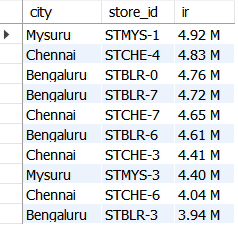 city store_id ir
Mysuru STMYS-1 4.92 M
Chennai STCHE-4 4.83 M
Bengaluru STBLR-0 4.76 M
Bengaluru STBLR-7 4.72 M
Chennai STCHE-7 4.65 M
Bengaluru STBLR-6 4.61 M
Chennai STCHE-3 4.41 M
Mysuru STMYS-3 4.40 M
Chennai STCHE-6 4.04 M
Bengaluru STBLR-3 3.94 M